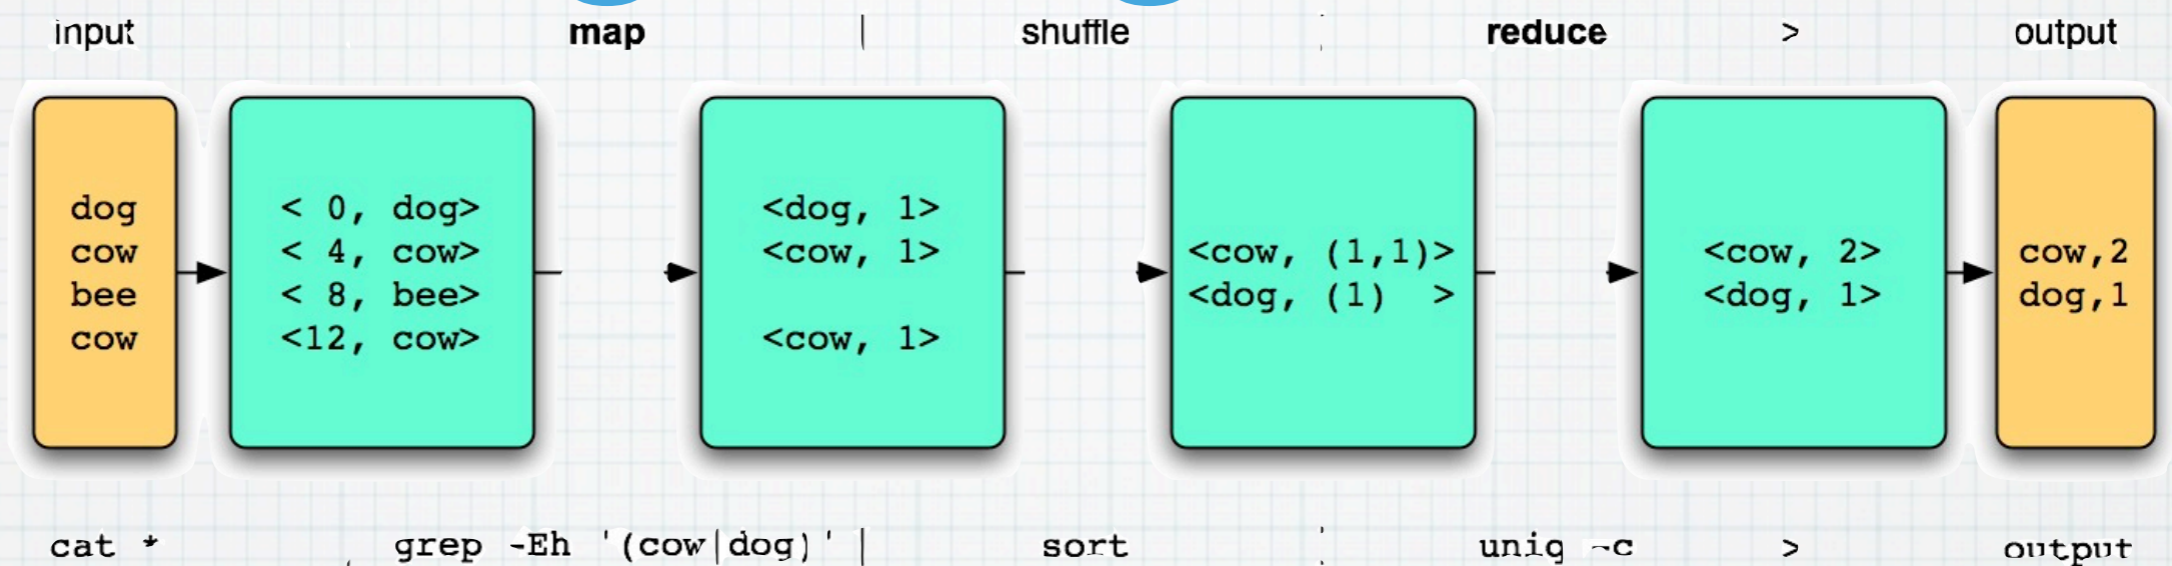 input map | shuffle reduce > output
dog
cow
bee
cow
< 0, dog>
< 4, cow>
< 8, bee>
<12, cow>
<dog, 1>
<cow, 1>
<cow, 1>
<cow, (1,1)>
<dog, (1) >
<cow, 2>
<dog, 1>
cow,2
dog,1
cat * grep -Eh '(cow|dog)' | sort uniq -c > output